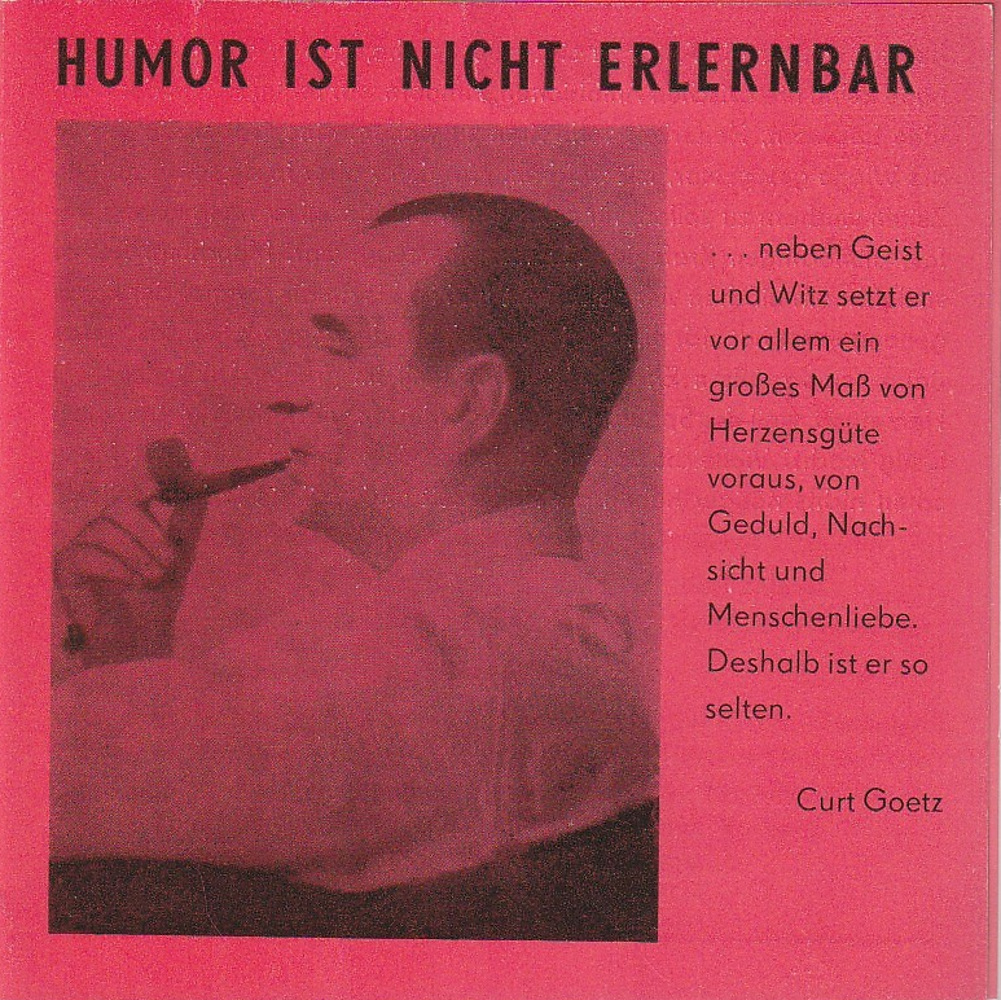 HUMOR IST NICHT ERLERNBAR
. . . neben Geist
und Witz setzt er
vor allem ein
großes Maß von
Herzensgüte
voraus, von
Geduld, Nach-
sicht und
Menschenliebe.
Deshalb ist er so
selten.
Curt Goetz